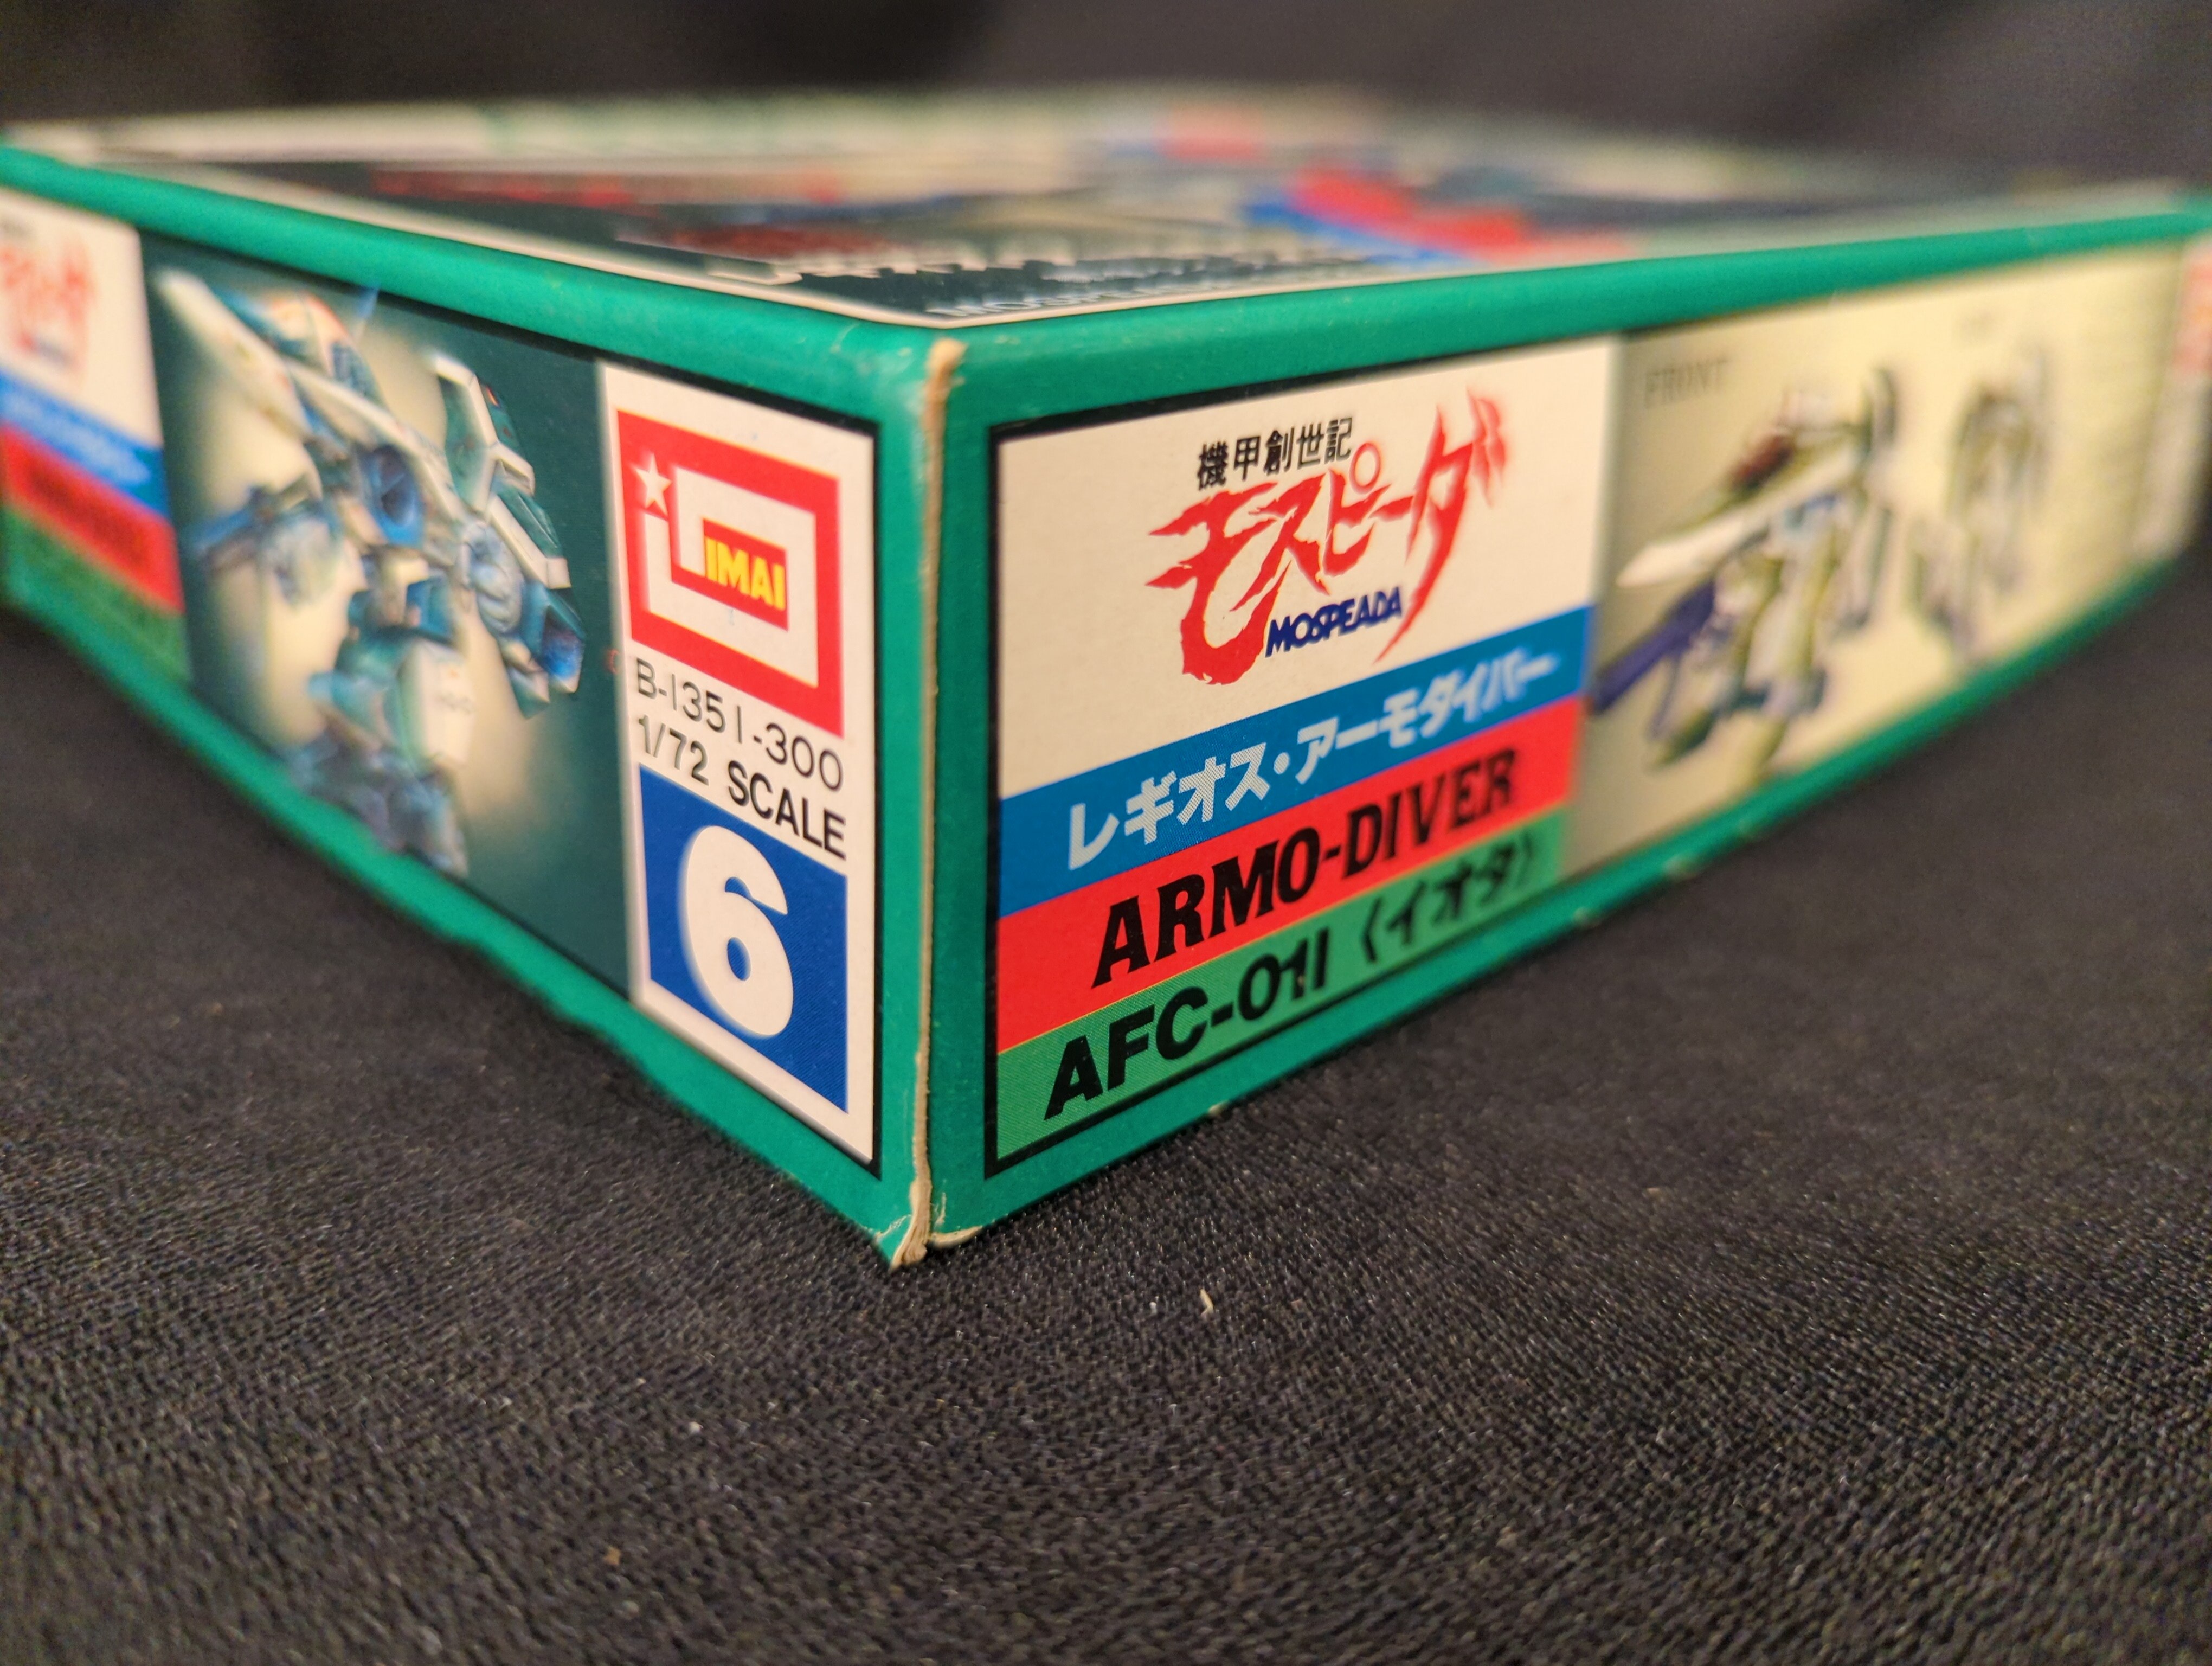 IMAI
B-1351-300
1/72 SCALE
6
機甲創世記
モスピーダ
MOSPEADA
レギオス・アーモダイバー
ARMO-DIVER
AFC-01I〈イオタ〉
FRONT